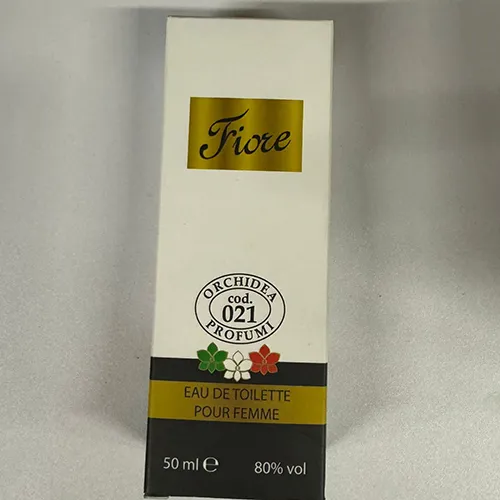 Fiore
ORCHIDEA
cod.
021
PROFUMI
EAU DE TOILETTE
POUR FEMME
50 ml ℮ 80% vol